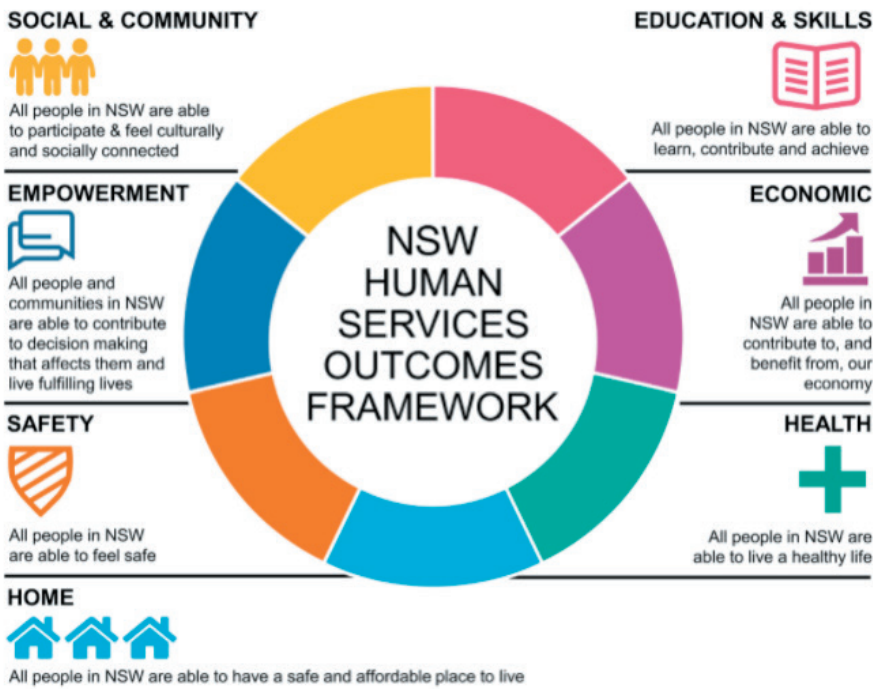 SOCIAL & COMMUNITY
All people in NSW are able
to participate & feel culturally
and socially connected
EDUCATION & SKILLS
All people in NSW are able to
learn, contribute and achieve
EMPOWERMENT
All people and
communities in NSW
are able to contribute
to decision making
that affects them and
live fulfilling lives
NSW
HUMAN
SERVICES
OUTCOMES
FRAMEWORK
ECONOMIC
All people in
NSW are able to
contribute to, and
benefit from, our
economy
SAFETY
All people in NSW
are able to feel safe
HEALTH
All people in NSW are
able to live a healthy life
HOME
All people in NSW are able to have a safe and affordable place to live